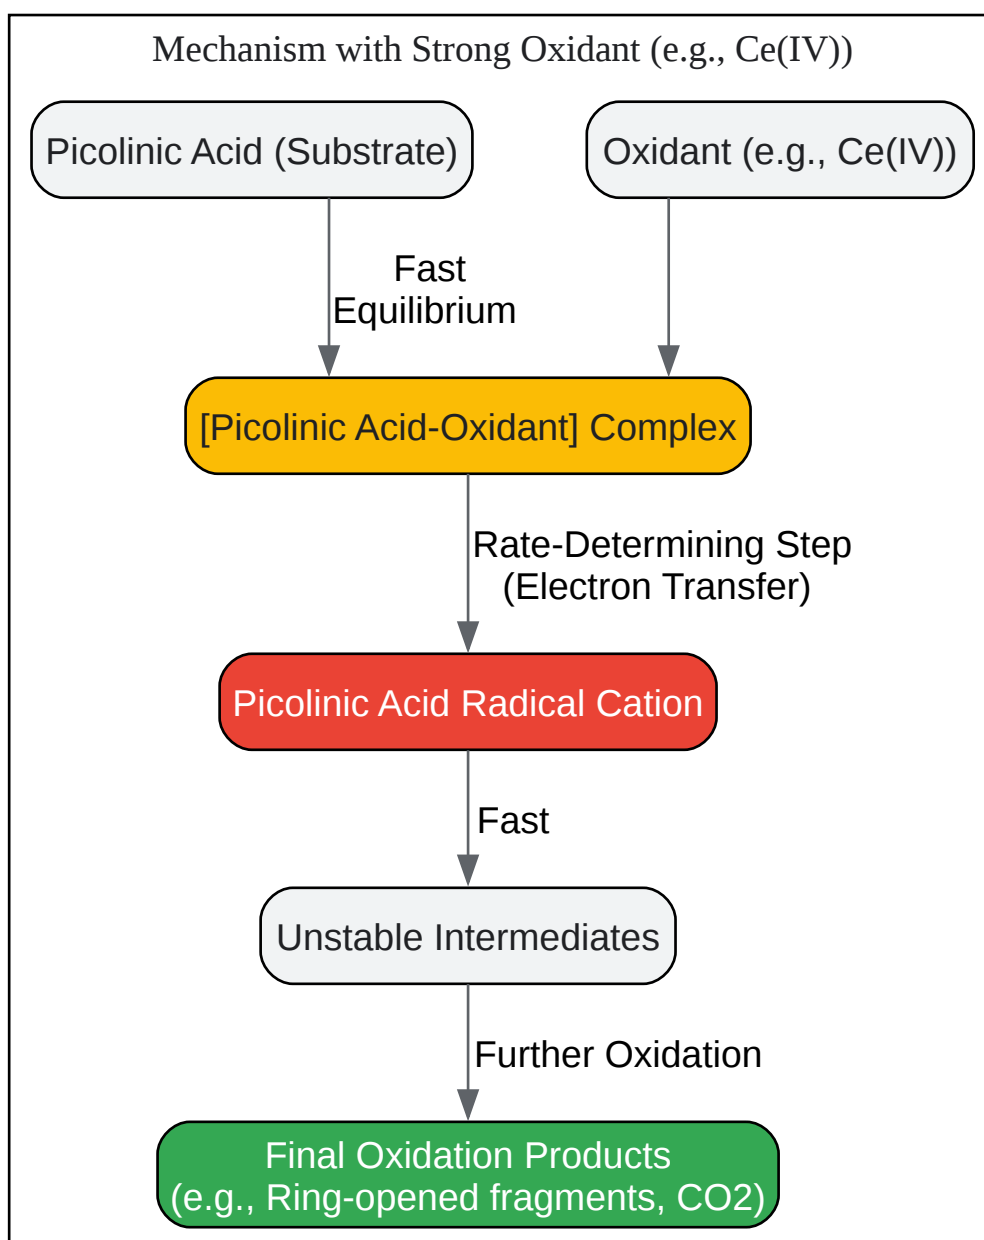 Mechanism with Strong Oxidant (e.g., Ce(IV))
Picolinic Acid (Substrate)
Oxidant (e.g., Ce(IV))
Fast
Equilibrium
[Picolinic Acid-Oxidant] Complex
Rate-Determining Step
(Electron Transfer)
Picolinic Acid Radical Cation
Fast
Unstable Intermediates
Further Oxidation
Final Oxidation Products
(e.g., Ring-opened fragments, CO2)